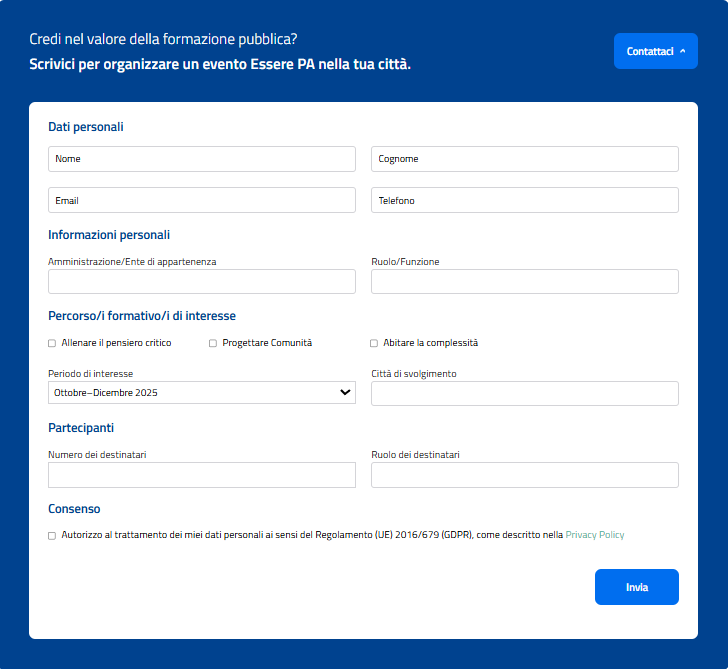 Credi nel valore della formazione pubblica?
Scrivici per organizzare un evento Essere PA nella tua città.
Contattaci
Dati personali
Nome
Cognome
Email
Telefono
Informazioni personali
Amministrazione/Ente di appartenenza
Ruolo/Funzione
Percorso/i formativo/i di interesse
Allenare il pensiero critico
Progettare Comunità
Abitare la complessità
Periodo di interesse
Città di svolgimento
Ottobre–Dicembre 2025
Partecipanti
Numero dei destinatari
Ruolo dei destinatari
Consenso
Autorizzo al trattamento dei miei dati personali ai sensi del Regolamento (UE) 2016/679 (GDPR), come descritto nella Privacy Policy
Invia